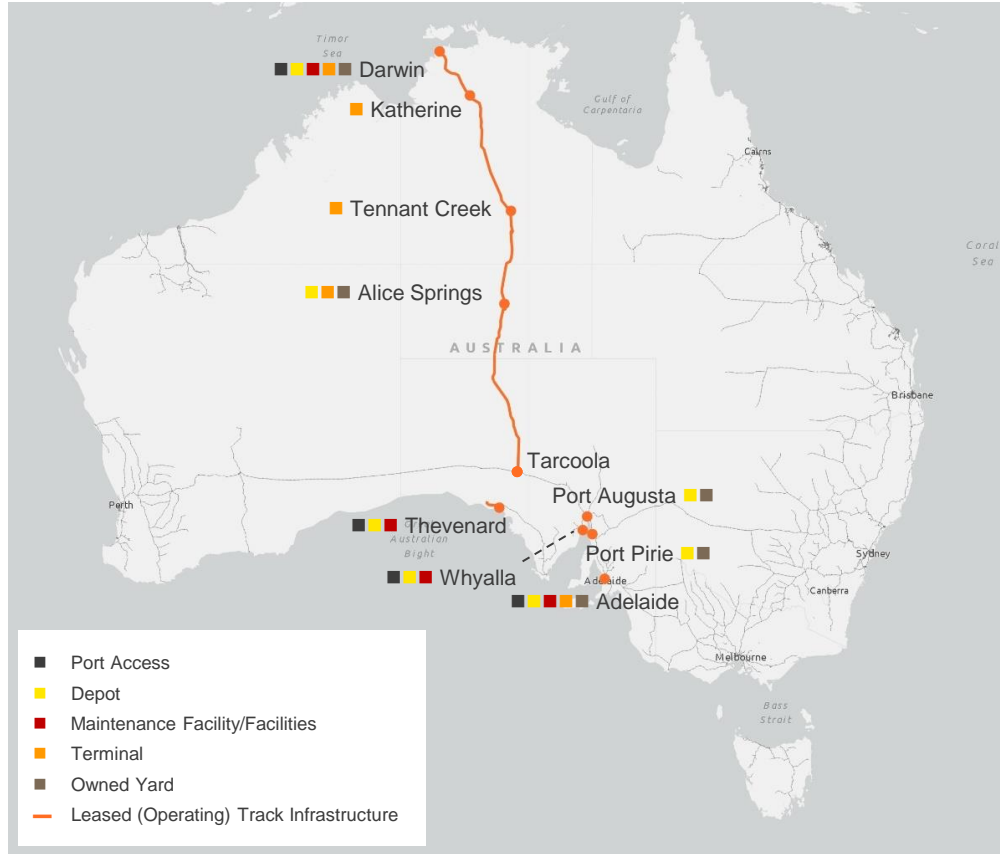 Timor
Sea
Darwin
Katherine
Gulf of
Carpentaria
Cairns
Tennant Creek
Coral
Sea
Alice Springs
AUSTRALIA
Brisbane
Tarcoola
Port Augusta
Perth
Thevenard
Australian
Bight
Port Pirie
Sydney
Whyalla
Adelaide
Canberra
Adelaide
Melbourne
Bass
Strait
Port Access
Depot
Maintenance Facility/Facilities
Terminal
Owned Yard
Leased (Operating) Track Infrastructure